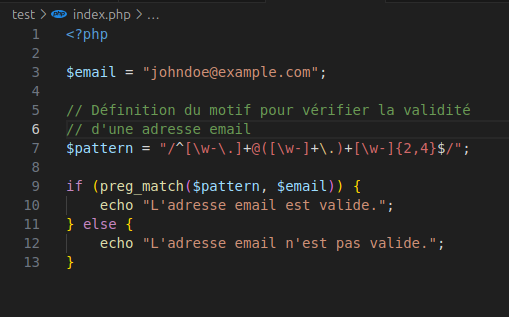 test > php index.php > ...
1 <?php
2
3 $email = "johndoe@example.com";
4
5 // Définition du motif pour vérifier la validité
6 // d'une adresse email
7 $pattern = "/^[\w-\.]+@([\w-]+\.)+[\w-]{2,4}$/";
8
9 if (preg_match($pattern, $email)) {
10     echo "L'adresse email est valide.";
11 } else {
12     echo "L'adresse email n'est pas valide.";
13 }